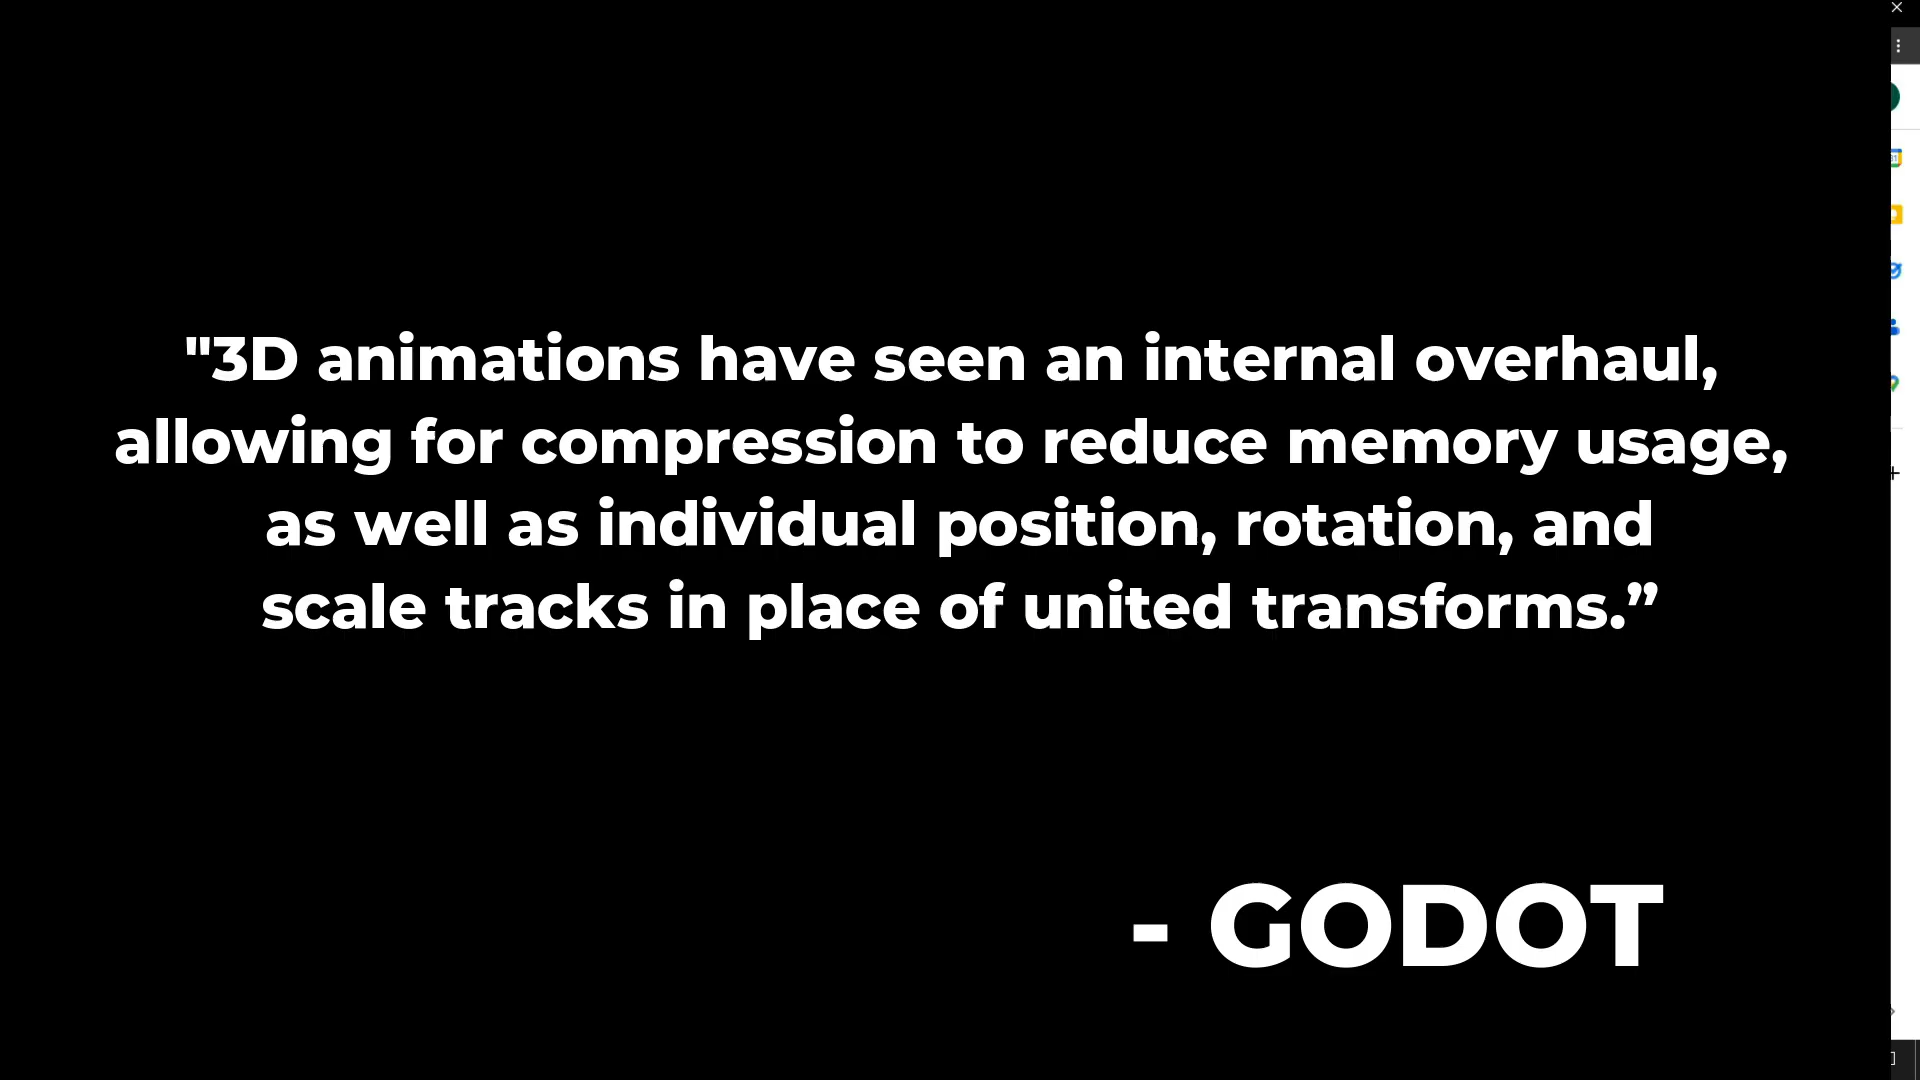 "3D animations have seen an internal overhaul,
allowing for compression to reduce memory usage,
as well as individual position, rotation, and
scale tracks in place of united transforms.”
- GODOT